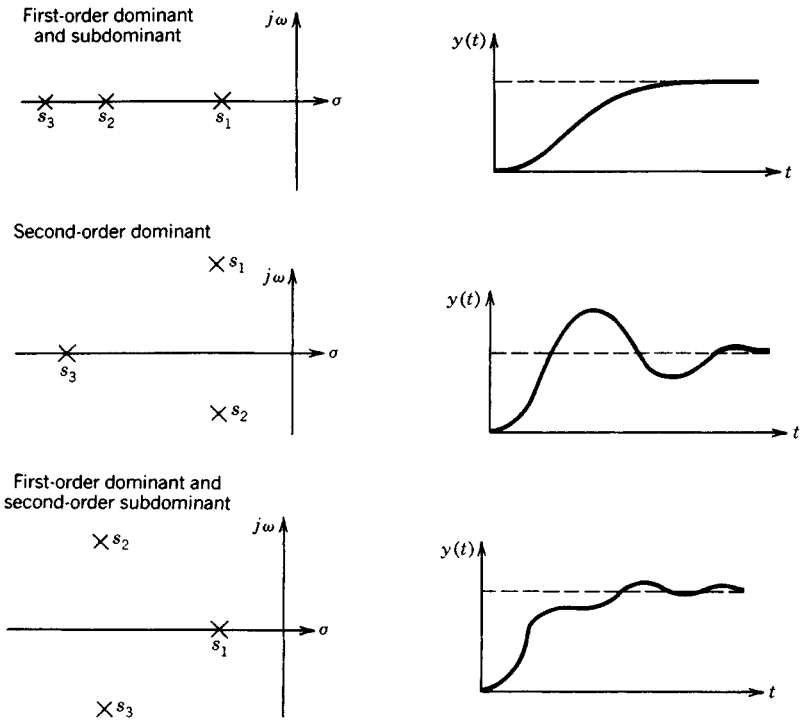 First-order dominant
and subdominant
jω
σ
s3
s2
s1
y(t)
t
Second-order dominant
s1
jω
σ
s3
s2
y(t)
t
First-order dominant and
second-order subdominant
jω
s2
σ
s1
s3
y(t)
t